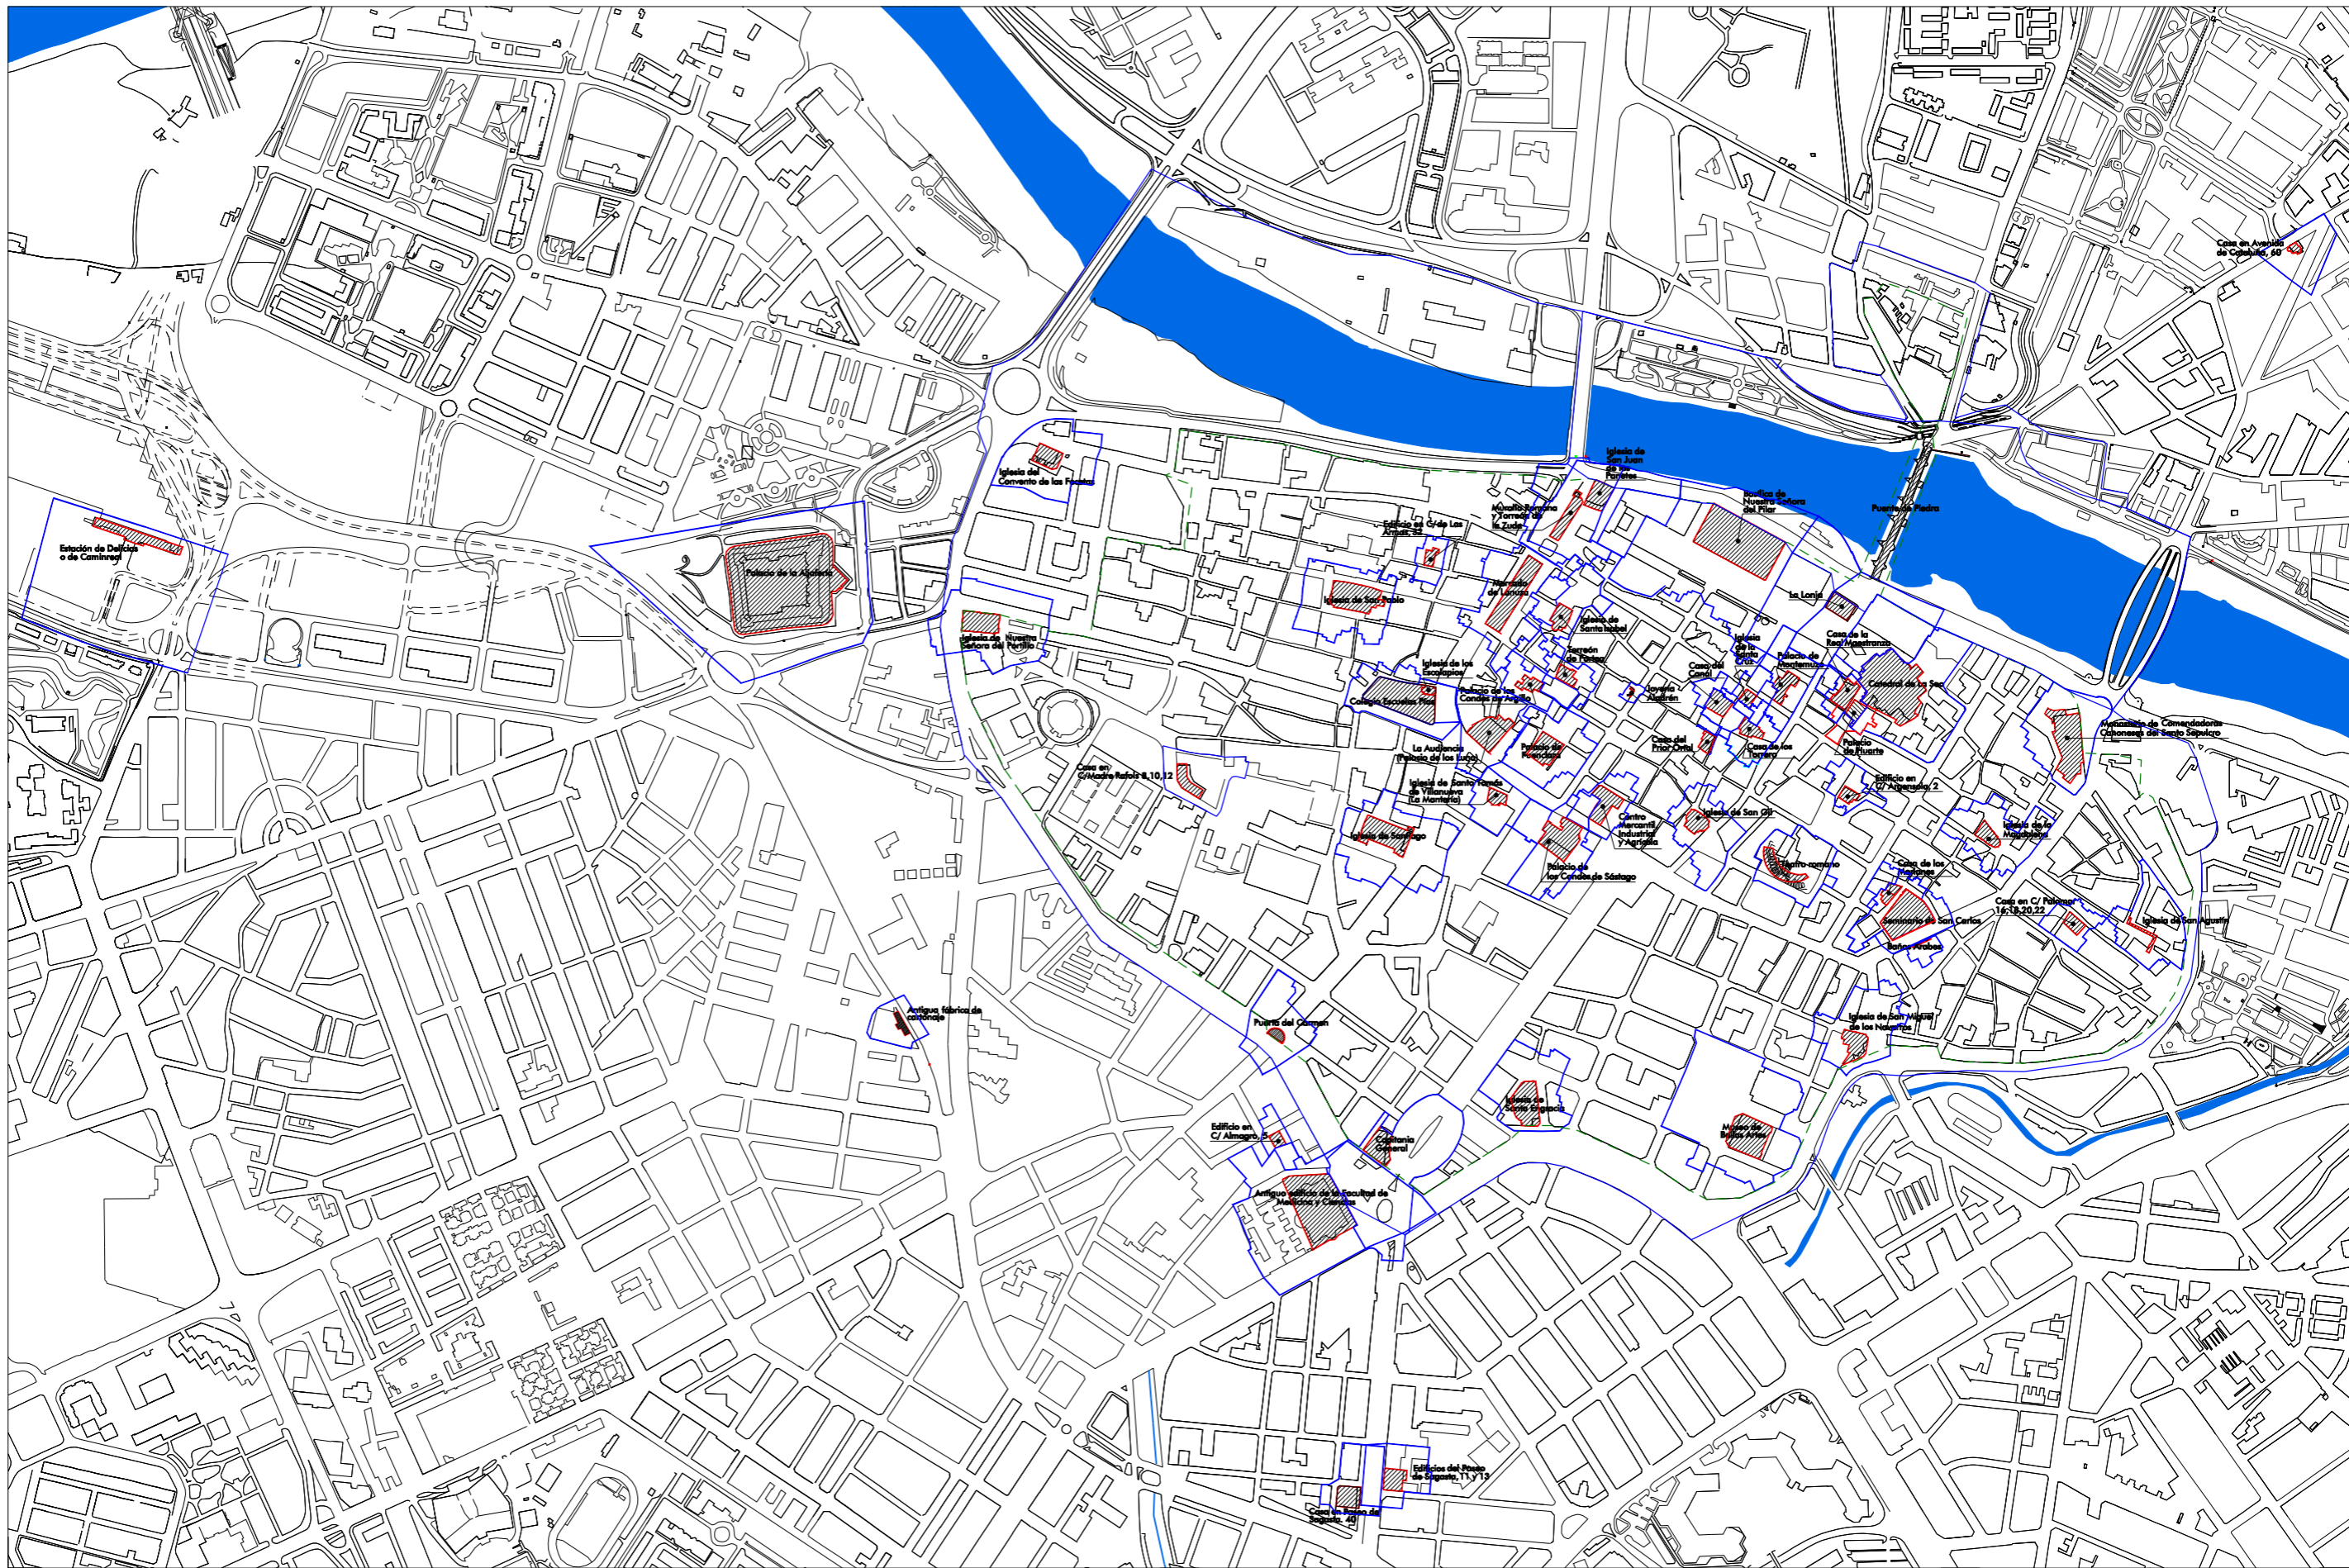 Casa en Avenida
de Cataluña, 60
Iglesia de
San Juan
de los
Panetes
Iglesia del
Convento de las Fecetas
Basílica de
Nuestra Señora
del Pilar
Muralla Romana
y Torreón de
la Zuda
Puente de Piedra
Edificio en C/de Las
Armas, 32
Estación de Delicias
o de Caminreal
Palacio de la Aljafería
Mercado
de Lanuza
Iglesia de San Pablo
La Lonja
Iglesia de
Santa Isabel
Iglesia de Nuestra
Señora del Portillo
Casa de la
Real Maestranza
Iglesia
de la
Santa
Cruz
Torreón
de Fortea
Palacio de
Montemuzo
Iglesia de los
Escolapios
Casa del
Canal
Catedral de La Seo
Joyería
Aladrén
Palacio de los
Condes de Argillo
Colegio Escuelas Pías
Monasterio de Comendadoras
Canonesas del Santo Sepulcro
Casa del
Prior Ortal
Palacio
de Huarte
La Audiencia
(Palacio de los Luna)
Palacio de
Fuenclara
Casa de los
Torrero
Casa en
C/Madre Rafols 8,10,12
Edificio en
C/ Argensola, 2
Iglesia de Santo Tomás
de Villanueva
(La Mantería)
Centro
Mercantil
Industrial
y Agrícola
Iglesia de San Gil
Iglesia de la
Magdalena
Iglesia de Santiago
Teatro romano
Palacio de
los Condes de Sástago
Casa de los
Morlanes
Casa en C/ Palomar
16,18,20,22
Seminario de San Carlos
Iglesia de San Agustín
Baños Árabes
Antigua fábrica de
cartonaje
Puerta del Carmen
Iglesia de San Miguel
de los Navarros
Iglesia de
Santa Engracia
Edificio en
C/ Almagro, 5
Museo de
Bellas Artes
Capitanía
General
Antiguo edificio de la Facultad de
Medicina y Ciencias
Edificios del Paseo
de Sagasta, 11 y 13
Casa en Paseo de
Sagasta, 40